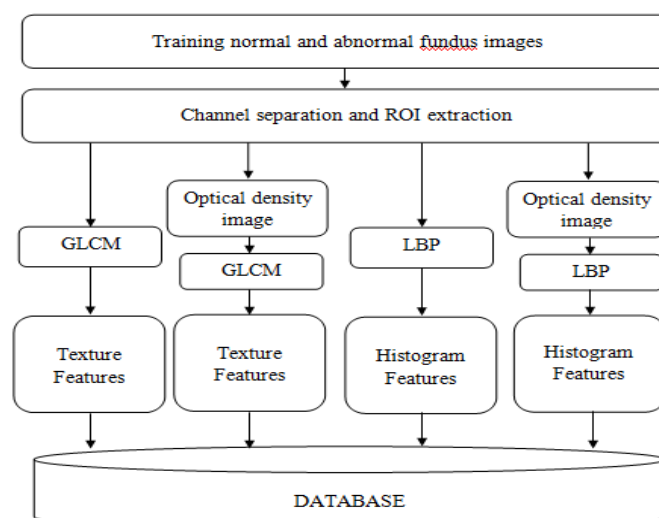 Training normal and abnormal fundus images
Channel separation and ROI extraction
Optical density
image
Optical density
image
GLCM
LBP
GLCM
LBP
Texture
Features
Texture
Features
Histogram
Features
Histogram
Features
DATABASE